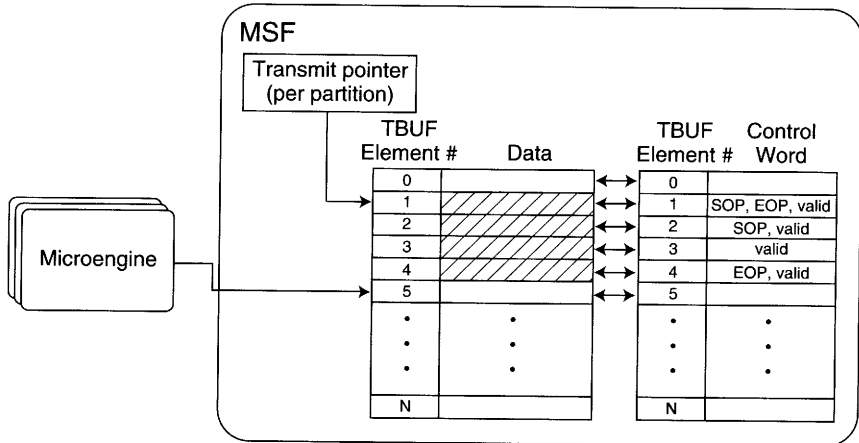 MSF
Transmit pointer
(per partition)
TBUF
Element #
Data
TBUF
Element #
Control
Word
0
0
1
1
SOP, EOP, valid
2
2
SOP, valid
3
3
valid
4
4
EOP, valid
Microengine
5
5
N
N